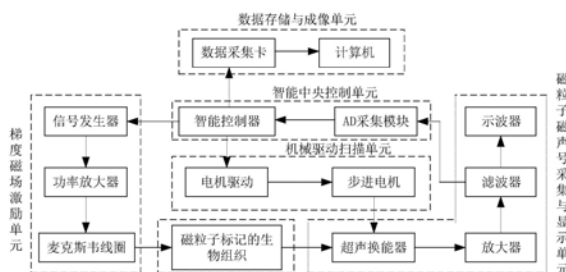 数据存储与成像单元
数据采集卡
计算机
智能中央控制单元
信号发生器
智能控制器
AD采集模块
示波器
机械驱动扫描单元
功率放大器
电机驱动
步进电机
滤波器
麦克斯韦线圈
磁粒子标记的生
物组织
超声换能器
放大器
梯度磁场激励单元
磁粒子磁声信号采集与显示单元